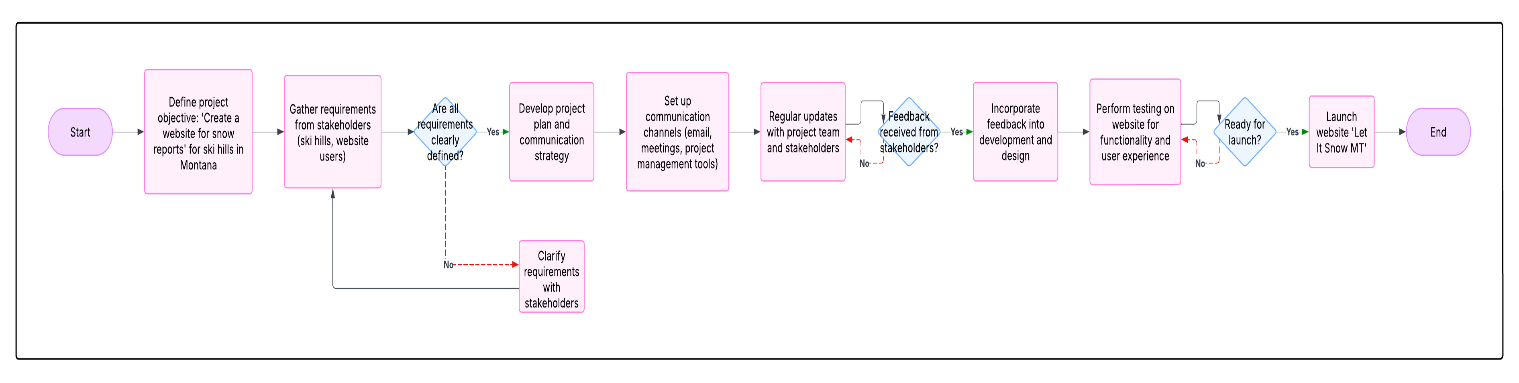 Start
Define project
objective: 'Create a
website for snow
reports' for ski hills in
Montana
Gather requirements
from stakeholders
(ski hills, website
users)
Are all
requirements
clearly
defined?
Yes
Develop project
plan and
communication
strategy
Set up
communication
channels (email,
meetings, project
management tools)
Regular updates
with project team
and stakeholders
Feedback
received from
stakeholders?
No
Yes
Incorporate
feedback into
development and
design
Perform testing on
website for
functionality and
user experience
Ready for
launch?
No
Yes
Launch
website 'Let
It Snow MT'
End
No
Clarify
requirements
with
stakeholders